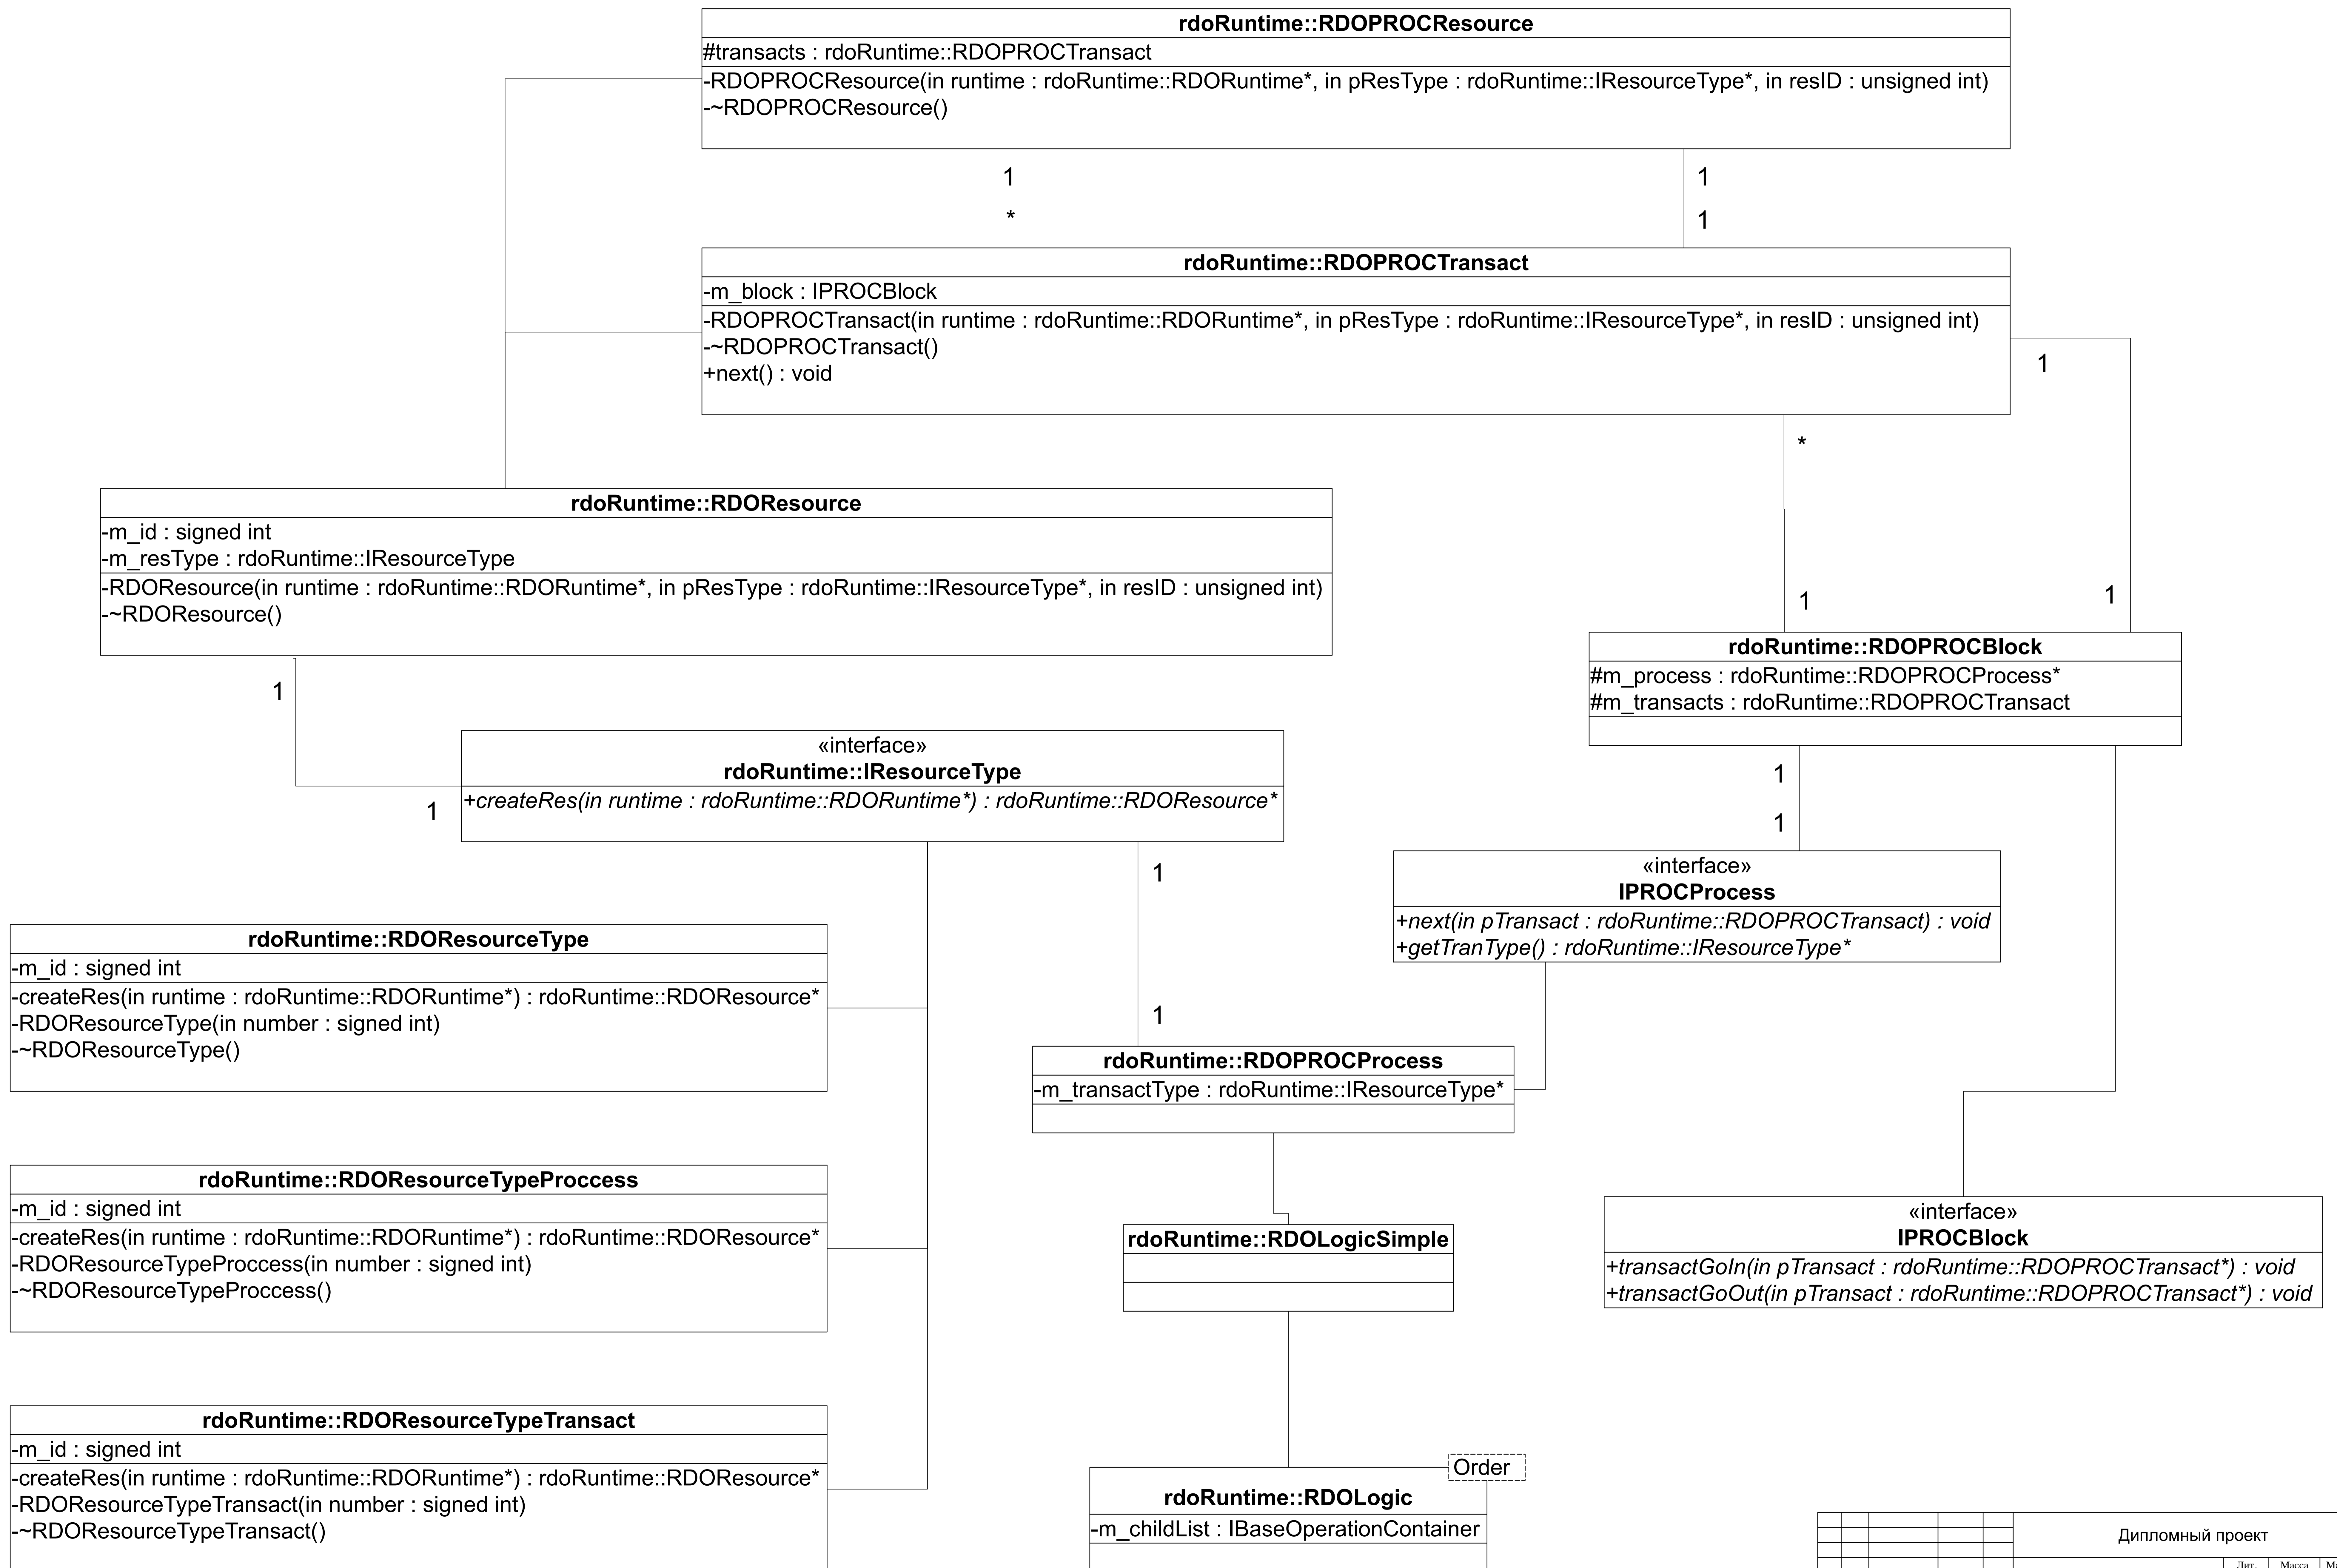 rdoRuntime::RDOPROCResource
#transacts : rdoRuntime::RDOPROCTransact
-RDOPROCResource(in runtime : rdoRuntime::RDORuntime*, in pResType : rdoRuntime::IResourceType*, in resID : unsigned int)
-~RDOPROCResource()
1
1
*
1
rdoRuntime::RDOPROCTransact
-m_block : IPROCBlock
-RDOPROCTransact(in runtime : rdoRuntime::RDORuntime*, in pResType : rdoRuntime::IResourceType*, in resID : unsigned int)
-~RDOPROCTransact()
+next() : void
1
*
rdoRuntime::RDOResource
-m_id : signed int
-m_resType : rdoRuntime::IResourceType
-RDOResource(in runtime : rdoRuntime::RDORuntime*, in pResType : rdoRuntime::IResourceType*, in resID : unsigned int)
-~RDOResource()
1
1
rdoRuntime::RDOPROCBlock
#m_process : rdoRuntime::RDOPROCProcess*
#m_transacts : rdoRuntime::RDOPROCTransact
1
1
«interface»
rdoRuntime::IResourceType
+createRes(in runtime : rdoRuntime::RDORuntime*) : rdoRuntime::RDOResource*
1
1
1
1
«interface»
IPROCProcess
+next(in pTransact : rdoRuntime::RDOPROCTransact) : void
+getTranType() : rdoRuntime::IResourceType*
rdoRuntime::RDOResourceType
-m_id : signed int
-createRes(in runtime : rdoRuntime::RDORuntime*) : rdoRuntime::RDOResource*
-RDOResourceType(in number : signed int)
-~RDOResourceType()
1
rdoRuntime::RDOPROCProcess
-m_transactType : rdoRuntime::IResourceType*
rdoRuntime::RDOResourceTypeProccess
-m_id : signed int
-createRes(in runtime : rdoRuntime::RDORuntime*) : rdoRuntime::RDOResource*
-RDOResourceTypeProccess(in number : signed int)
-~RDOResourceTypeProccess()
rdoRuntime::RDOLogicSimple
«interface»
IPROCBlock
+transactGoIn(in pTransact : rdoRuntime::RDOPROCTransact*) : void
+transactGoOut(in pTransact : rdoRuntime::RDOPROCTransact*) : void
rdoRuntime::RDOResourceTypeTransact
-m_id : signed int
-createRes(in runtime : rdoRuntime::RDORuntime*) : rdoRuntime::RDOResource*
-RDOResourceTypeTransact(in number : signed int)
-~RDOResourceTypeTransact()
Order
rdoRuntime::RDOLogic
-m_childList : IBaseOperationContainer
Дипломный проект
Лит. Масса